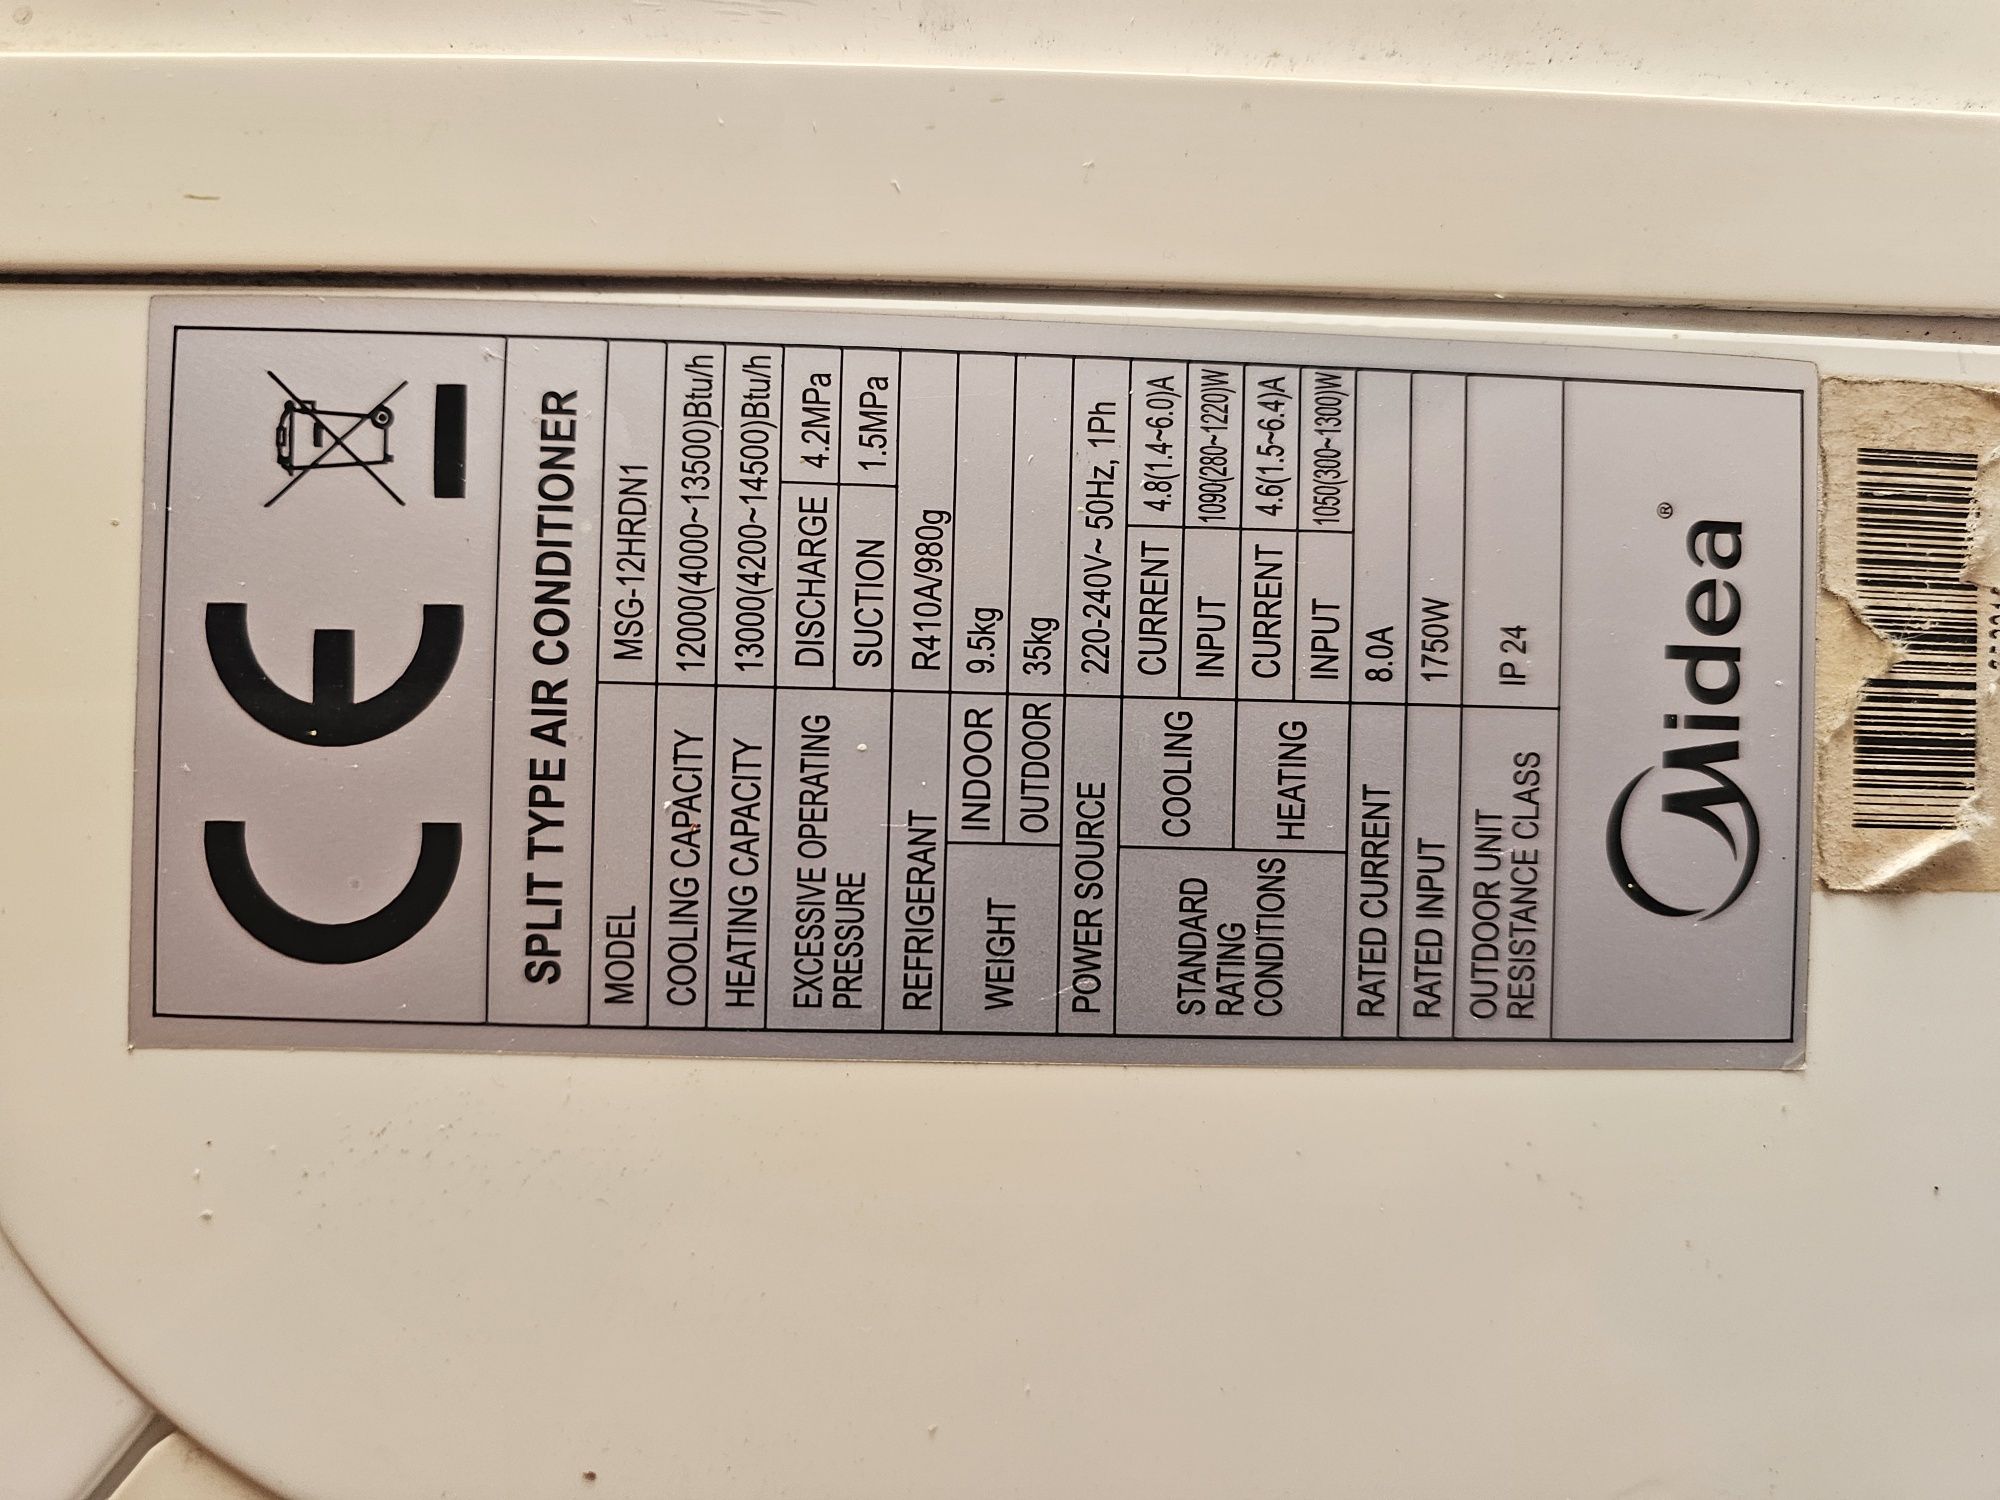 CE
SPLIT TYPE AIR CONDITIONER
MODEL MSG-12HRDN1
COOLING CAPACITY 12000(4000~13500)Btu/h
HEATING CAPACITY 13000(4200~14500)Btu/h
EXCESSIVE OPERATING PRESSURE DISCHARGE 4.2MPa
SUCTION 1.5MPa
REFRIGERANT R410A/980g
WEIGHT INDOOR 9.5kg
OUTDOOR 35kg
POWER SOURCE 220-240V~ 50Hz, 1Ph
STANDARD RATING CONDITIONS COOLING CURRENT 4.8(1.4~6.0)A
INPUT 1090(280~1220)W
HEATING CURRENT 4.6(1.5~6.4)A
INPUT 1050(300~1300)W
RATED CURRENT 8.0A
RATED INPUT 1750W
OUTDOOR UNIT RESISTANCE CLASS IP 24
Midea ®